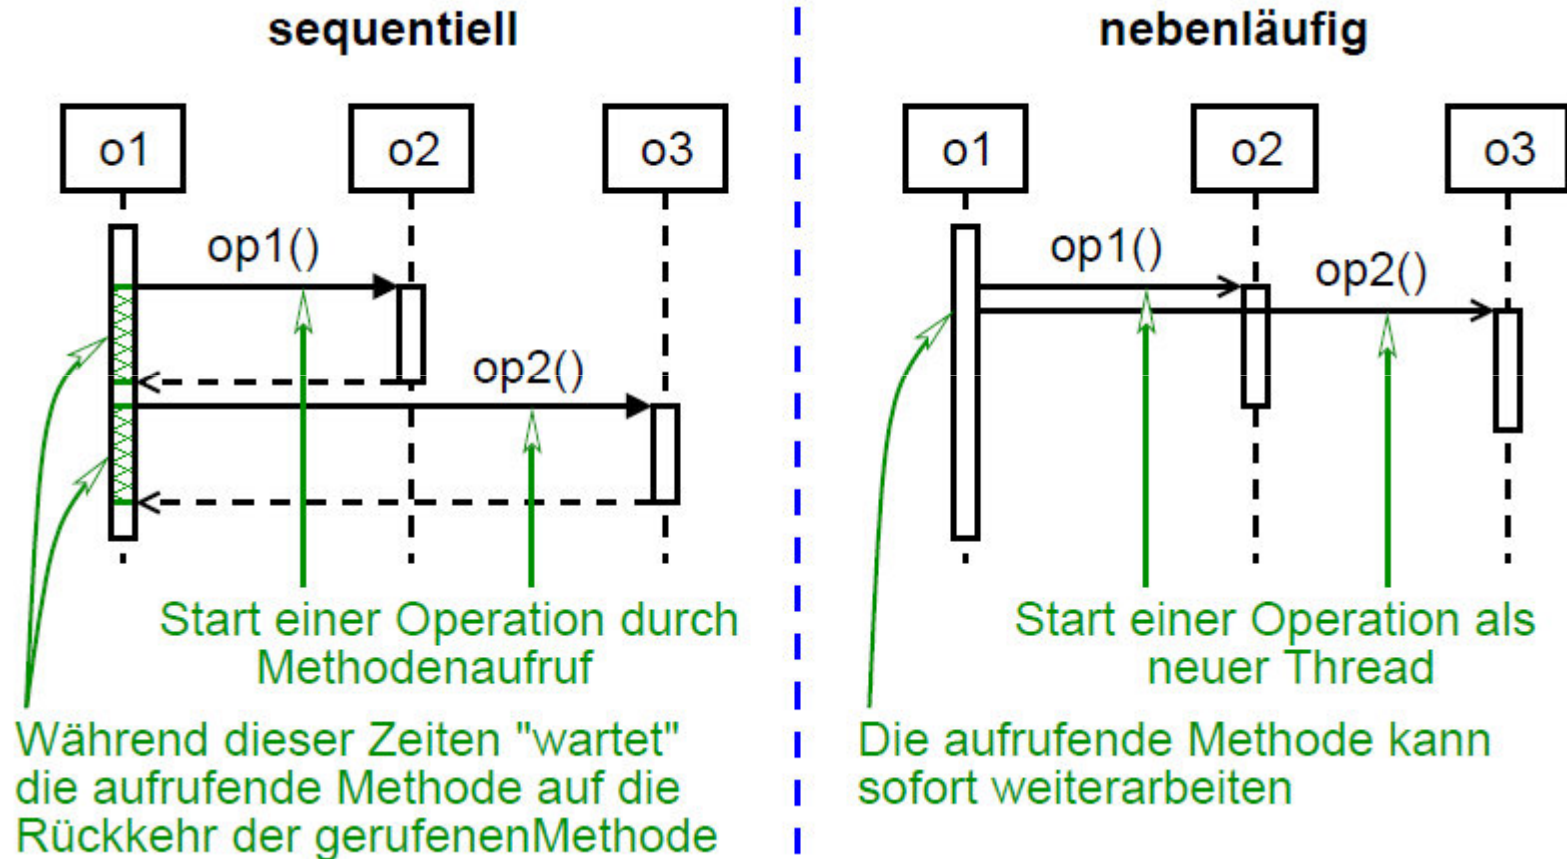 sequentiell
o1
o2
o3
op1()
op2()
Start einer Operation durch
Methodenaufruf
Während dieser Zeiten "wartet"
die aufrufende Methode auf die
Rückkehr der gerufenenMethode
nebenläufig
o1
o2
o3
op1()
op2()
Start einer Operation als
neuer Thread
Die aufrufende Methode kann
sofort weiterarbeiten